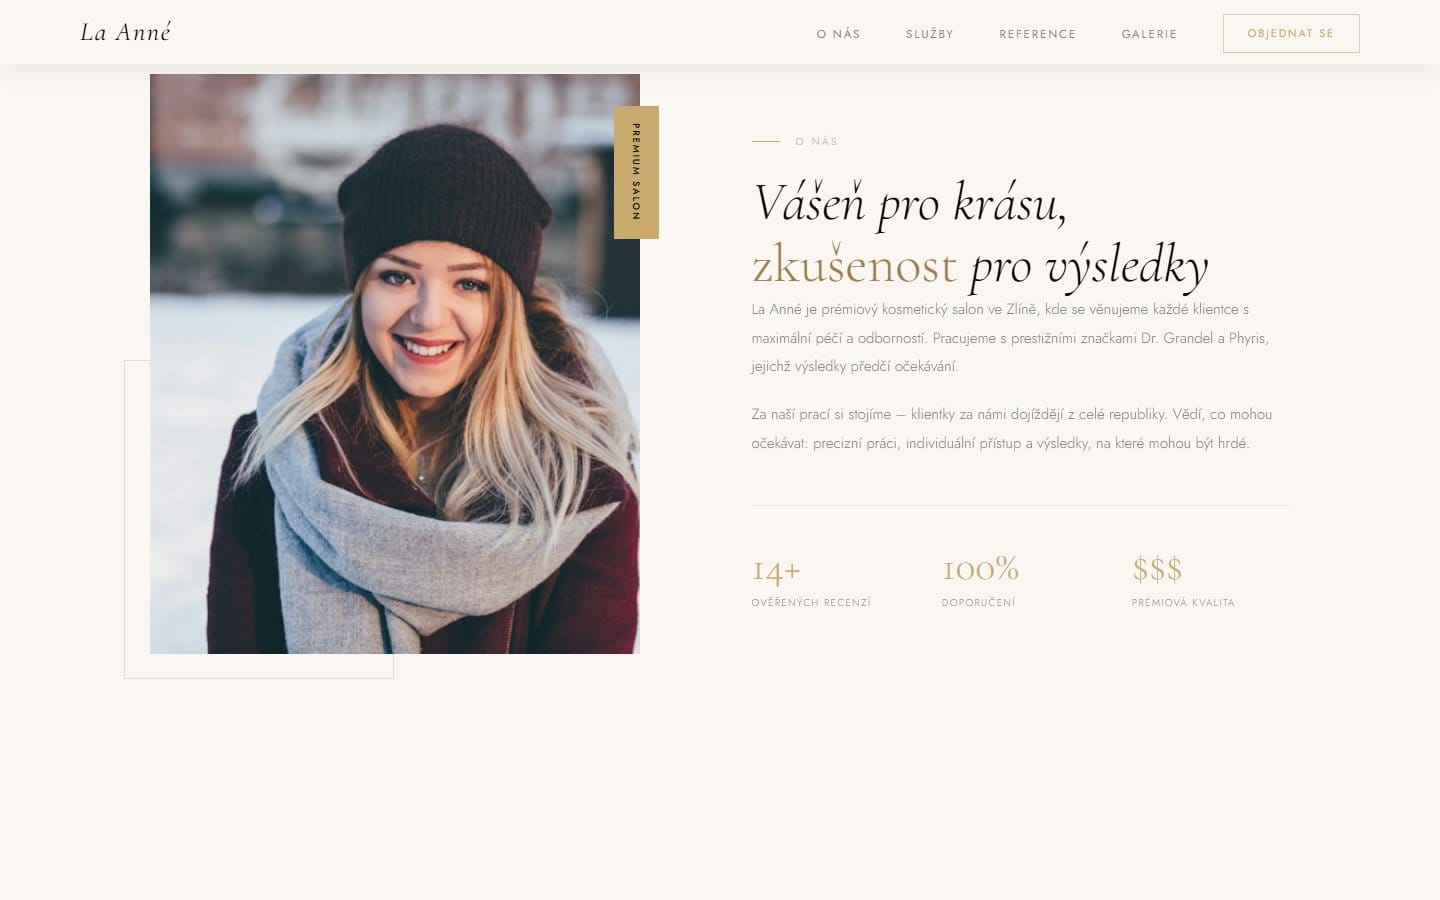 La Anné
O NÁS
SLUŽBY
REFERENCE
GALERIE
OBJEDNAT SE
PREMIUM SALON
O NÁS
Vášeň pro krásu,
zkušenost pro výsledky
La Anné je prémiový kosmetický salon ve Zlíně, kde se věnujeme každé klientce s
maximální péčí a odborností. Pracujeme s prestižními značkami Dr. Grandel a Phyris,
jejichž výsledky předčí očekávání.
Za naší prací si stojíme — klientky za námi dojíždějí z celé republiky. Vědí, co mohou
očekávat: precizní práci, individuální přístup a výsledky, na které mohou být hrdé.
14+
OVĚŘENÝCH RECENZÍ
100%
DOPORUČENÍ
$$$
PRÉMIOVÁ KVALITA